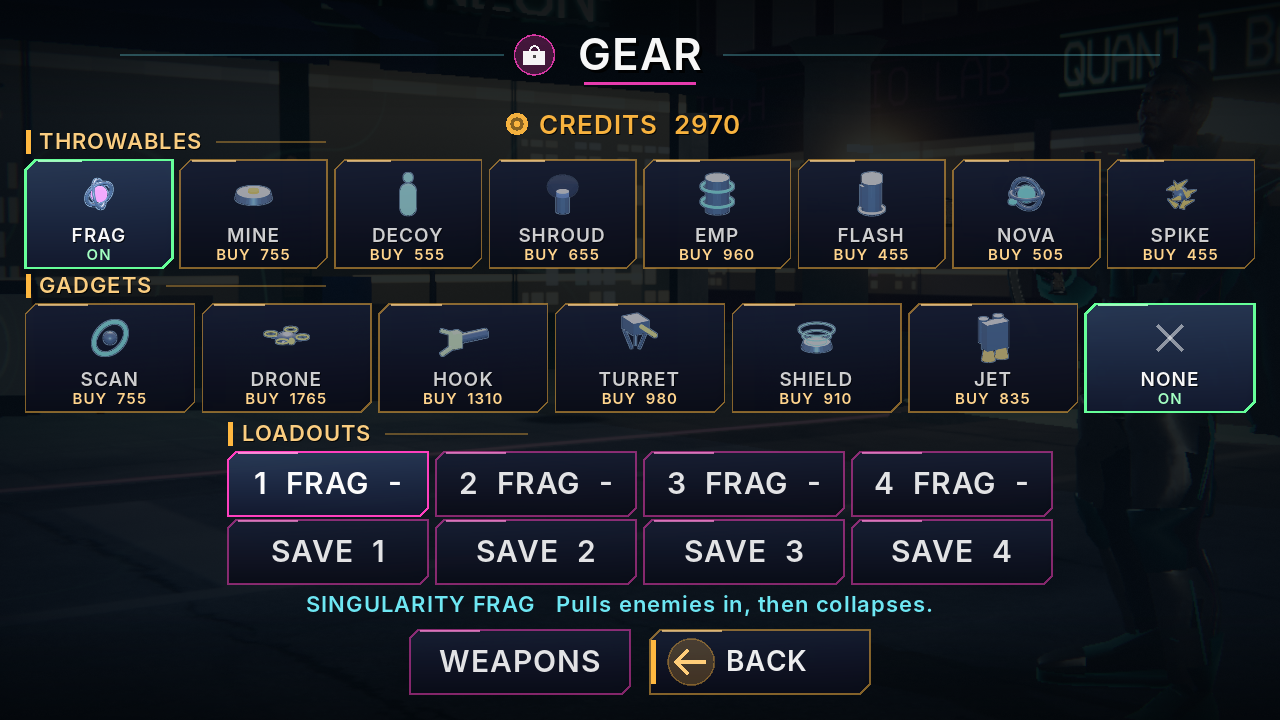 GEAR
CREDITS 2970
THROWABLES
FRAG
ON
MINE
BUY 755
DECOY
BUY 555
SHROUD
BUY 655
EMP
BUY 960
FLASH
BUY 455
NOVA
BUY 505
SPIKE
BUY 455
GADGETS
SCAN
BUY 755
DRONE
BUY 1765
HOOK
BUY 1310
TURRET
BUY 980
SHIELD
BUY 910
JET
BUY 835
NONE
ON
LOADOUTS
1 FRAG -
2 FRAG -
3 FRAG -
4 FRAG -
SAVE 1
SAVE 2
SAVE 3
SAVE 4
SINGULARITY FRAG Pulls enemies in, then collapses.
WEAPONS
BACK